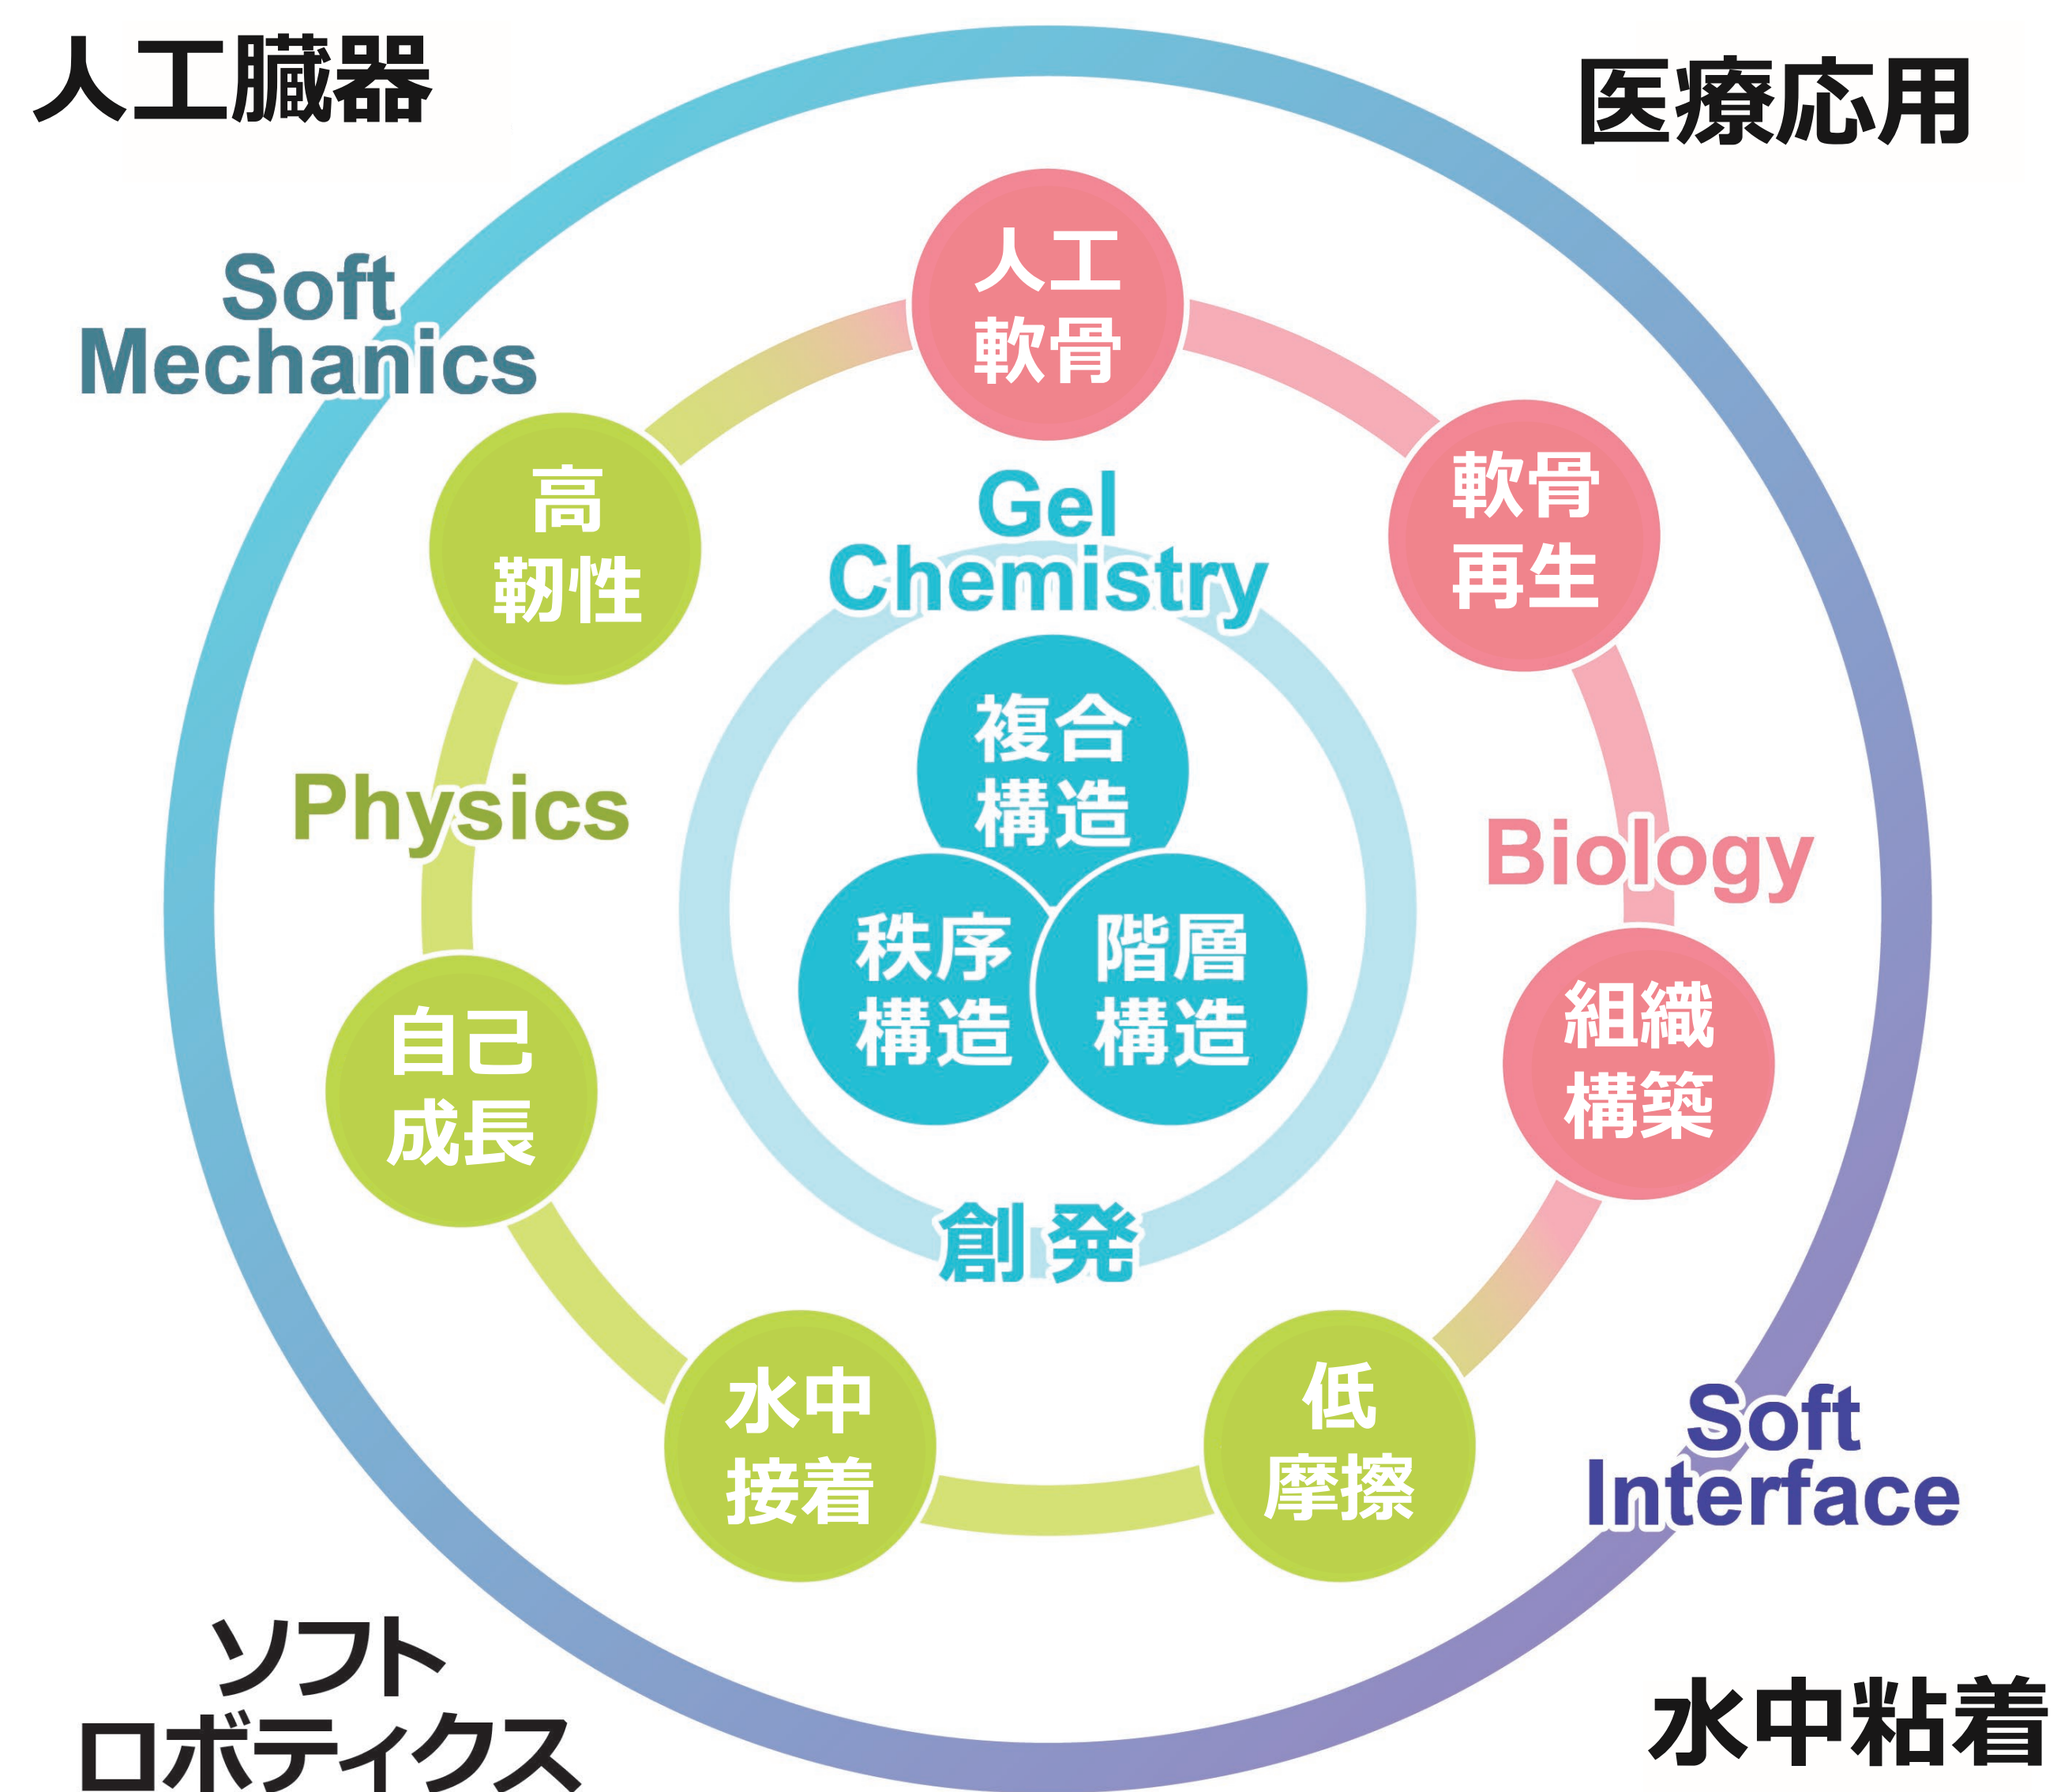 人工臓器
医療応用
Soft
Mechanics
人工
軟骨
高
靭性
軟骨
再生
Gel
Chemistry
複合
構造
Physics
Biology
秩序
構造
階層
構造
自己
成長
組織
構築
創発
水中
接着
低
摩擦
Soft
Interface
ソフト
ロボティクス
水中粘着